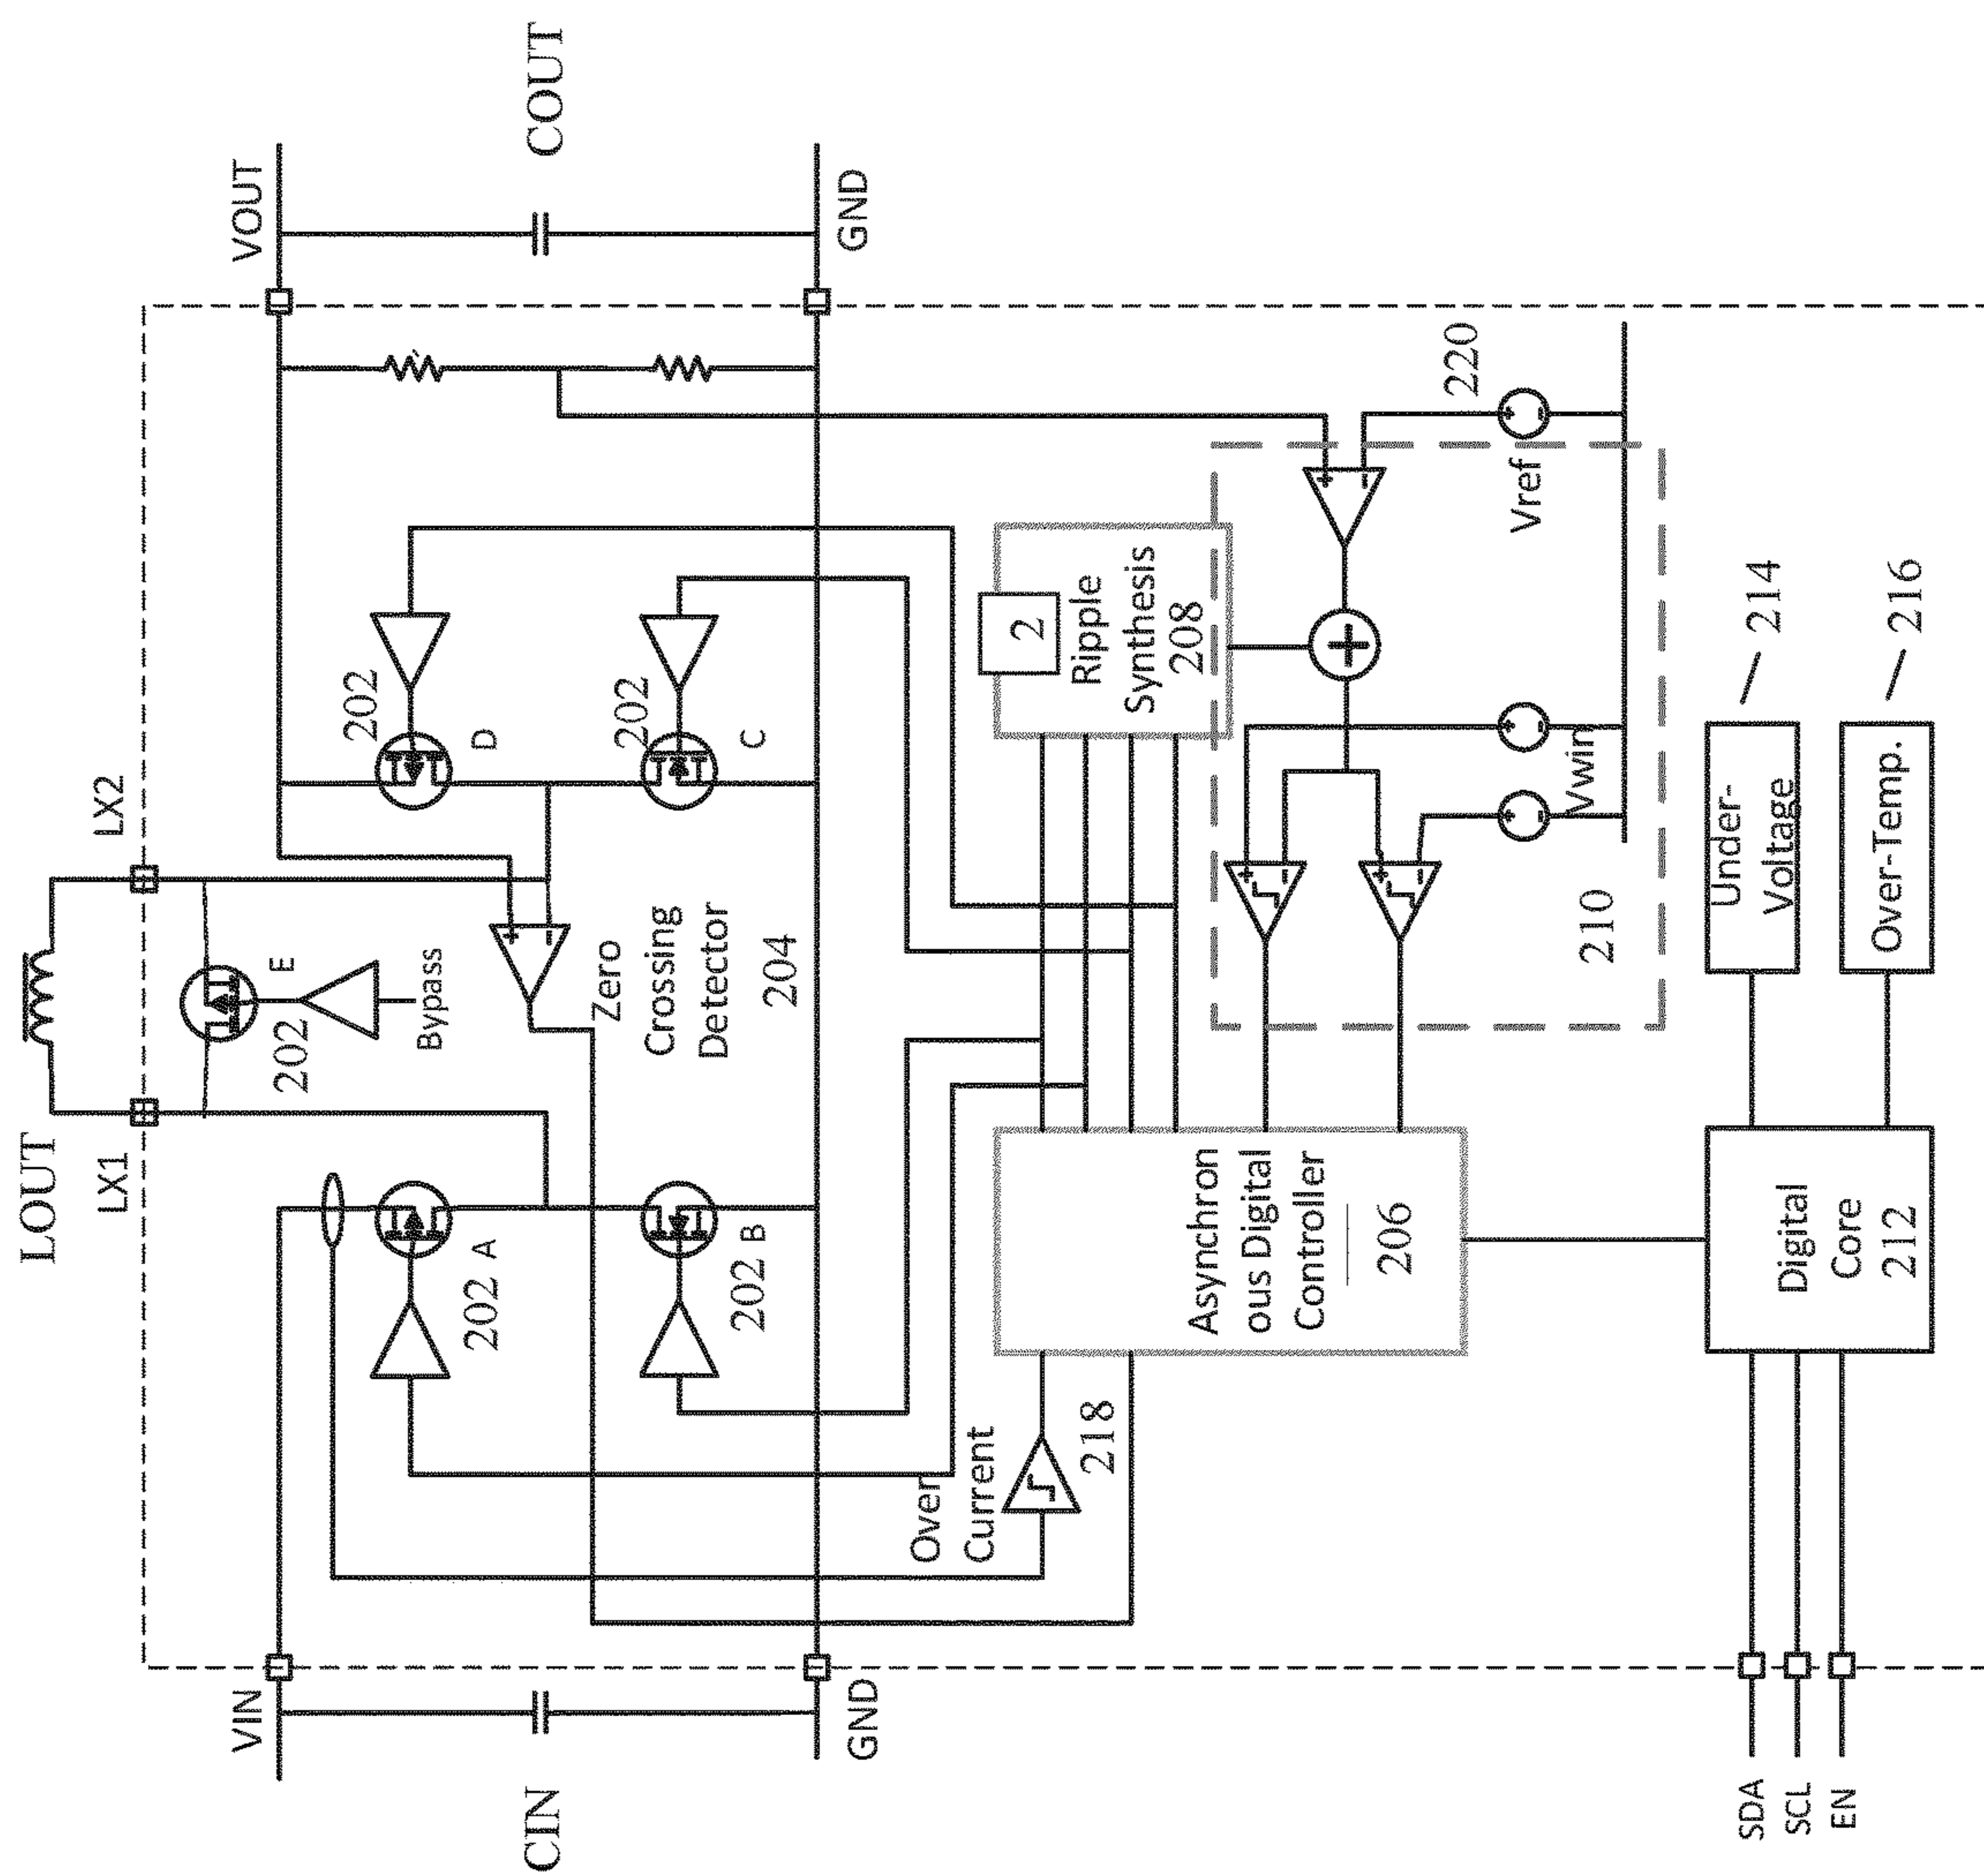 LOUT
LX1
LX2
202
E
Bypass
VIN
VOUT
CIN
COUT
GND
GND
202
A
202
B
202
D
202
C
Zero
Crossing
Detector
204
Over
Current
218
Asynchron
ous Digital
Controller
206
2
Ripple
Synthesis
208
+
-
+
-
+
+
-
+
-
220
Vref
+
-
+
-
+
-
Vwin
210
SDA
SCL
EN
Digital
Core
212
Under-
Voltage
214
Over-Temp.
216